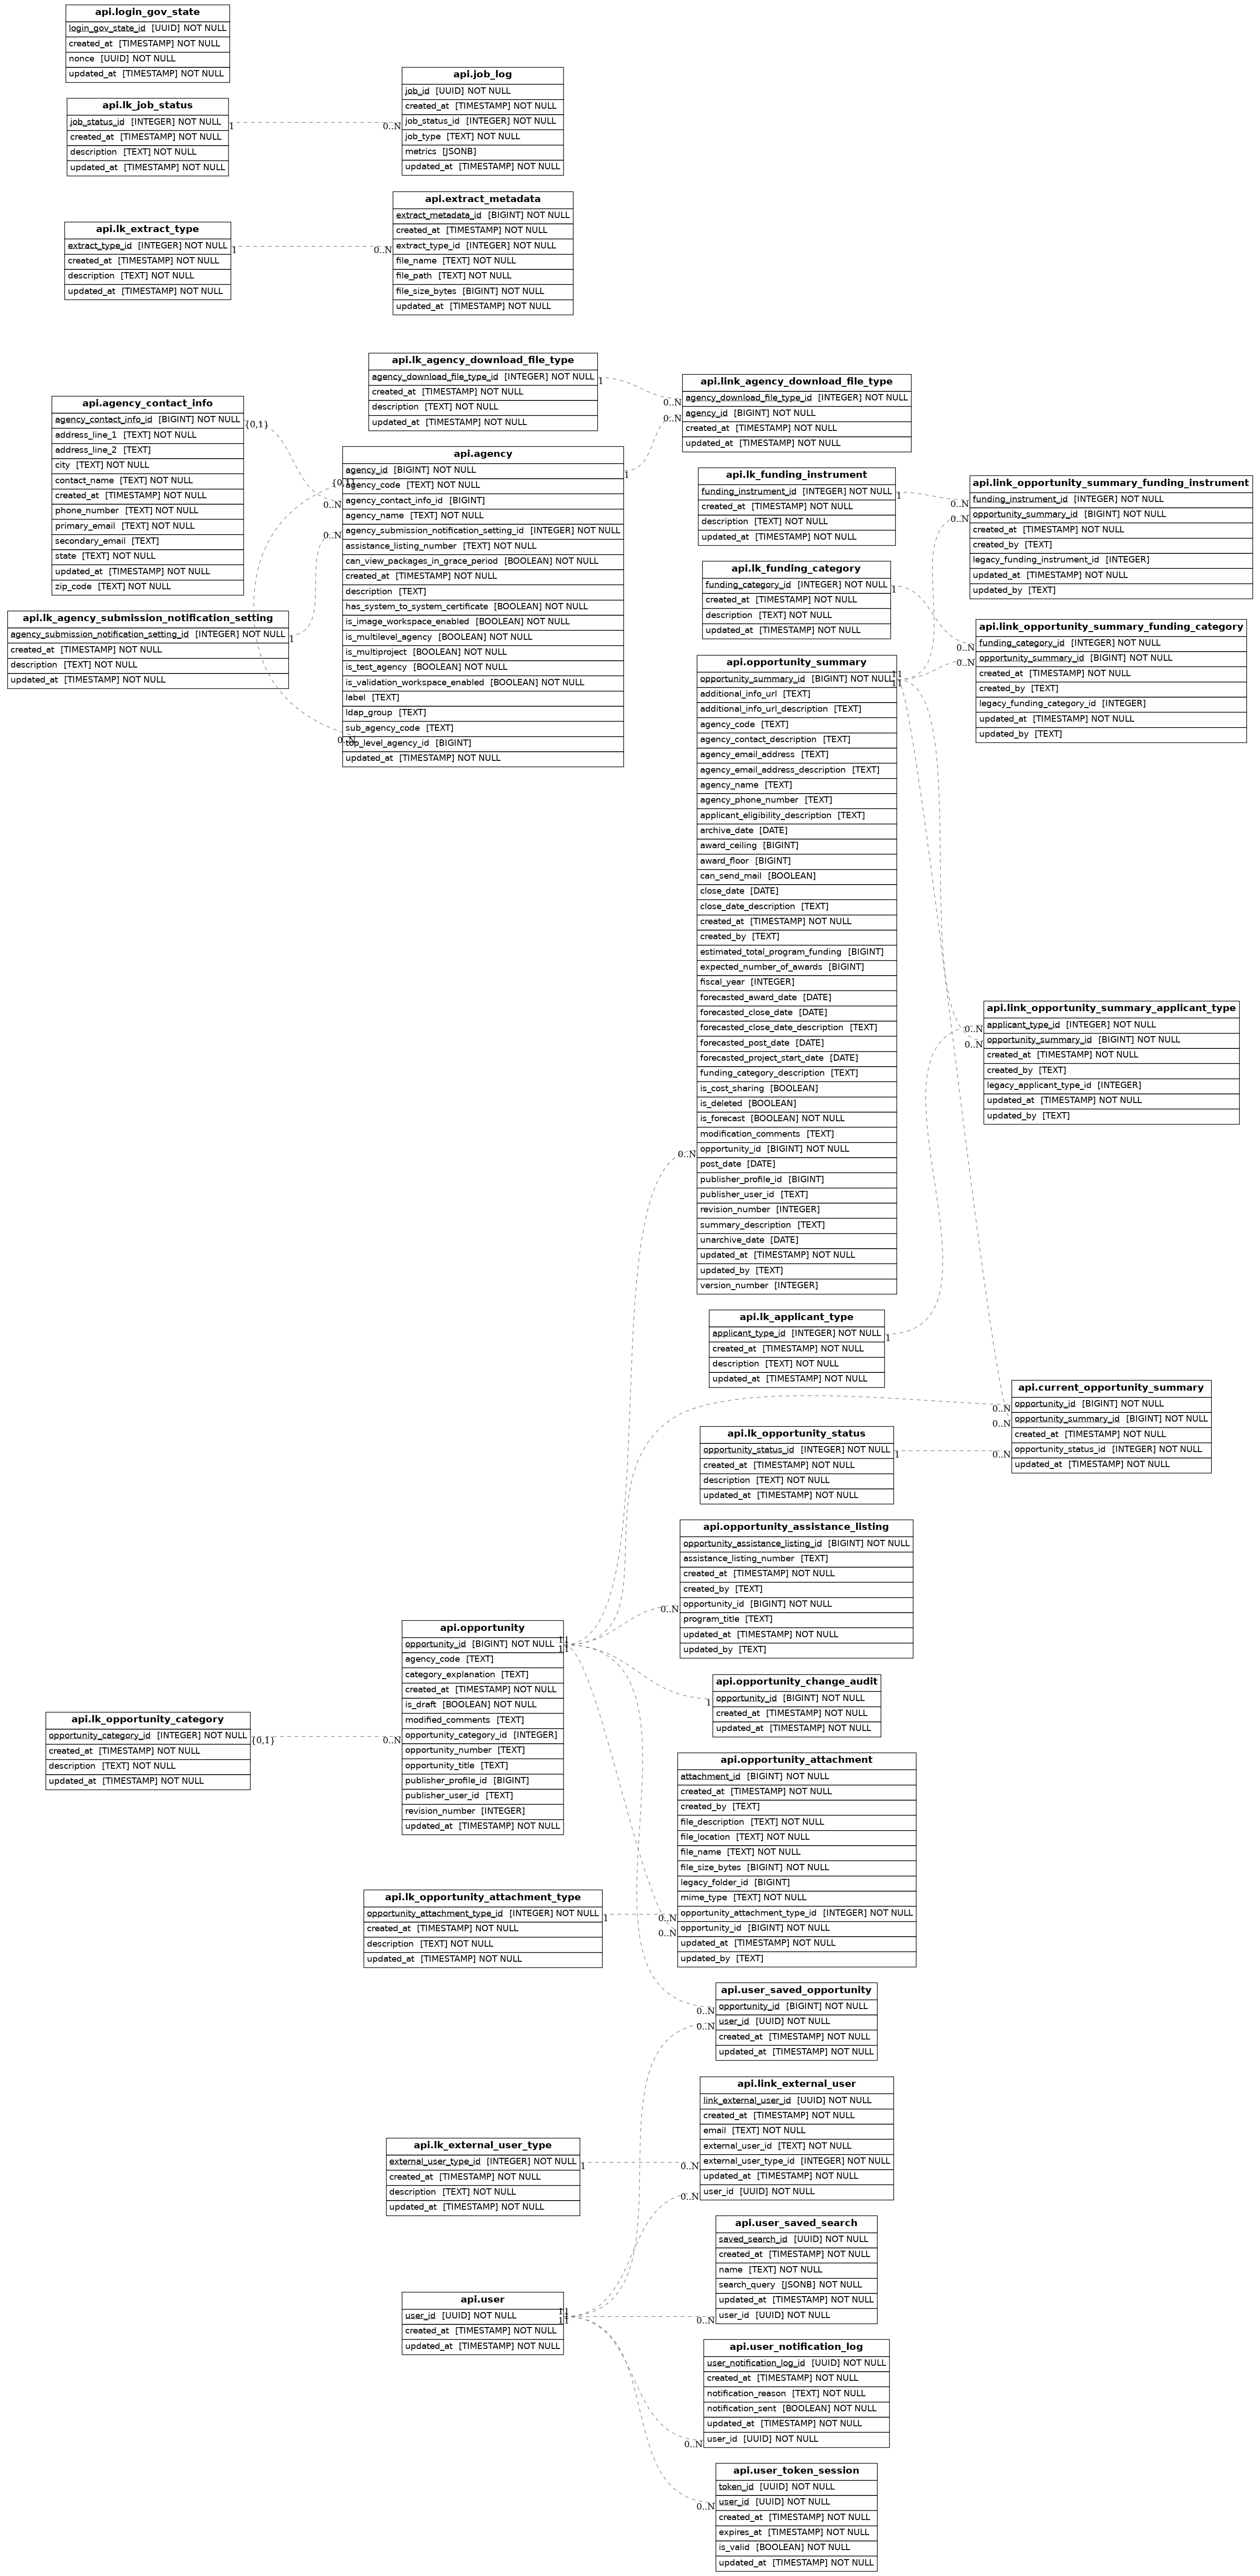 api.login_gov_state
login_gov_state_id [UUID] NOT NULL
created_at [TIMESTAMP] NOT NULL
nonce [UUID] NOT NULL
updated_at [TIMESTAMP] NOT NULL
api.lk_job_status
job_status_id [INTEGER] NOT NULL
created_at [TIMESTAMP] NOT NULL
description [TEXT] NOT NULL
updated_at [TIMESTAMP] NOT NULL
1
0..N
api.job_log
job_id [UUID] NOT NULL
created_at [TIMESTAMP] NOT NULL
job_status_id [INTEGER] NOT NULL
job_type [TEXT] NOT NULL
metrics [JSONB]
updated_at [TIMESTAMP] NOT NULL
api.lk_extract_type
extract_type_id [INTEGER] NOT NULL
created_at [TIMESTAMP] NOT NULL
description [TEXT] NOT NULL
updated_at [TIMESTAMP] NOT NULL
1
0..N
api.extract_metadata
extract_metadata_id [BIGINT] NOT NULL
created_at [TIMESTAMP] NOT NULL
extract_type_id [INTEGER] NOT NULL
file_name [TEXT] NOT NULL
file_path [TEXT] NOT NULL
file_size_bytes [BIGINT] NOT NULL
updated_at [TIMESTAMP] NOT NULL
api.lk_agency_download_file_type
agency_download_file_type_id [INTEGER] NOT NULL
created_at [TIMESTAMP] NOT NULL
description [TEXT] NOT NULL
updated_at [TIMESTAMP] NOT NULL
1
0..N
0..N
api.link_agency_download_file_type
agency_download_file_type_id [INTEGER] NOT NULL
agency_id [BIGINT] NOT NULL
created_at [TIMESTAMP] NOT NULL
updated_at [TIMESTAMP] NOT NULL
api.agency_contact_info
agency_contact_info_id [BIGINT] NOT NULL
address_line_1 [TEXT] NOT NULL
address_line_2 [TEXT]
city [TEXT] NOT NULL
contact_name [TEXT] NOT NULL
created_at [TIMESTAMP] NOT NULL
phone_number [TEXT] NOT NULL
primary_email [TEXT] NOT NULL
secondary_email [TEXT]
state [TEXT] NOT NULL
updated_at [TIMESTAMP] NOT NULL
zip_code [TEXT] NOT NULL
{0,1}
api.lk_agency_submission_notification_setting
agency_submission_notification_setting_id [INTEGER] NOT NULL
created_at [TIMESTAMP] NOT NULL
description [TEXT] NOT NULL
updated_at [TIMESTAMP] NOT NULL
1
{0,1}
0..N
0..N
0..N
api.agency
agency_id [BIGINT] NOT NULL
agency_code [TEXT] NOT NULL
agency_contact_info_id [BIGINT]
agency_name [TEXT] NOT NULL
agency_submission_notification_setting_id [INTEGER] NOT NULL
assistance_listing_number [TEXT] NOT NULL
can_view_packages_in_grace_period [BOOLEAN] NOT NULL
created_at [TIMESTAMP] NOT NULL
description [TEXT]
has_system_to_system_certificate [BOOLEAN] NOT NULL
is_image_workspace_enabled [BOOLEAN] NOT NULL
is_multilevel_agency [BOOLEAN] NOT NULL
is_multiproject [BOOLEAN] NOT NULL
is_test_agency [BOOLEAN] NOT NULL
is_validation_workspace_enabled [BOOLEAN] NOT NULL
label [TEXT]
ldap_group [TEXT]
sub_agency_code [TEXT]
top_level_agency_id [BIGINT]
updated_at [TIMESTAMP] NOT NULL
1
api.lk_funding_instrument
funding_instrument_id [INTEGER] NOT NULL
created_at [TIMESTAMP] NOT NULL
description [TEXT] NOT NULL
updated_at [TIMESTAMP] NOT NULL
1
0..N
0..N
api.link_opportunity_summary_funding_instrument
funding_instrument_id [INTEGER] NOT NULL
opportunity_summary_id [BIGINT] NOT NULL
created_at [TIMESTAMP] NOT NULL
created_by [TEXT]
legacy_funding_instrument_id [INTEGER]
updated_at [TIMESTAMP] NOT NULL
updated_by [TEXT]
api.lk_funding_category
funding_category_id [INTEGER] NOT NULL
created_at [TIMESTAMP] NOT NULL
description [TEXT] NOT NULL
updated_at [TIMESTAMP] NOT NULL
1
0..N
0..N
api.link_opportunity_summary_funding_category
funding_category_id [INTEGER] NOT NULL
opportunity_summary_id [BIGINT] NOT NULL
created_at [TIMESTAMP] NOT NULL
created_by [TEXT]
legacy_funding_category_id [INTEGER]
updated_at [TIMESTAMP] NOT NULL
updated_by [TEXT]
api.opportunity_summary
opportunity_summary_id [BIGINT] NOT NULL
additional_info_url [TEXT]
additional_info_url_description [TEXT]
agency_code [TEXT]
agency_contact_description [TEXT]
agency_email_address [TEXT]
agency_email_address_description [TEXT]
agency_name [TEXT]
agency_phone_number [TEXT]
applicant_eligibility_description [TEXT]
archive_date [DATE]
award_ceiling [BIGINT]
award_floor [BIGINT]
can_send_mail [BOOLEAN]
close_date [DATE]
close_date_description [TEXT]
created_at [TIMESTAMP] NOT NULL
created_by [TEXT]
estimated_total_program_funding [BIGINT]
expected_number_of_awards [BIGINT]
fiscal_year [INTEGER]
forecasted_award_date [DATE]
forecasted_close_date [DATE]
forecasted_close_date_description [TEXT]
forecasted_post_date [DATE]
forecasted_project_start_date [DATE]
funding_category_description [TEXT]
is_cost_sharing [BOOLEAN]
is_deleted [BOOLEAN]
is_forecast [BOOLEAN] NOT NULL
modification_comments [TEXT]
opportunity_id [BIGINT] NOT NULL
post_date [DATE]
publisher_profile_id [BIGINT]
publisher_user_id [TEXT]
revision_number [INTEGER]
summary_description [TEXT]
unarchive_date [DATE]
updated_at [TIMESTAMP] NOT NULL
updated_by [TEXT]
version_number [INTEGER]
11
11
0..N
0..N
0..N
api.link_opportunity_summary_applicant_type
applicant_type_id [INTEGER] NOT NULL
opportunity_summary_id [BIGINT] NOT NULL
created_at [TIMESTAMP] NOT NULL
created_by [TEXT]
legacy_applicant_type_id [INTEGER]
updated_at [TIMESTAMP] NOT NULL
updated_by [TEXT]
api.lk_applicant_type
applicant_type_id [INTEGER] NOT NULL
created_at [TIMESTAMP] NOT NULL
description [TEXT] NOT NULL
updated_at [TIMESTAMP] NOT NULL
1
0..N
0..N
0..N
api.current_opportunity_summary
opportunity_id [BIGINT] NOT NULL
opportunity_summary_id [BIGINT] NOT NULL
created_at [TIMESTAMP] NOT NULL
opportunity_status_id [INTEGER] NOT NULL
updated_at [TIMESTAMP] NOT NULL
api.lk_opportunity_status
opportunity_status_id [INTEGER] NOT NULL
created_at [TIMESTAMP] NOT NULL
description [TEXT] NOT NULL
updated_at [TIMESTAMP] NOT NULL
1
api.opportunity_assistance_listing
opportunity_assistance_listing_id [BIGINT] NOT NULL
assistance_listing_number [TEXT]
created_at [TIMESTAMP] NOT NULL
created_by [TEXT]
opportunity_id [BIGINT] NOT NULL
program_title [TEXT]
updated_at [TIMESTAMP] NOT NULL
updated_by [TEXT]
0..N
api.opportunity
opportunity_id [BIGINT] NOT NULL
agency_code [TEXT]
category_explanation [TEXT]
created_at [TIMESTAMP] NOT NULL
is_draft [BOOLEAN] NOT NULL
modified_comments [TEXT]
opportunity_category_id [INTEGER]
opportunity_number [TEXT]
opportunity_title [TEXT]
publisher_profile_id [BIGINT]
publisher_user_id [TEXT]
revision_number [INTEGER]
updated_at [TIMESTAMP] NOT NULL
11
11
api.opportunity_change_audit
opportunity_id [BIGINT] NOT NULL
created_at [TIMESTAMP] NOT NULL
updated_at [TIMESTAMP] NOT NULL
1
api.lk_opportunity_category
opportunity_category_id [INTEGER] NOT NULL
created_at [TIMESTAMP] NOT NULL
description [TEXT] NOT NULL
updated_at [TIMESTAMP] NOT NULL
{0,1}
0..N
api.opportunity_attachment
attachment_id [BIGINT] NOT NULL
created_at [TIMESTAMP] NOT NULL
created_by [TEXT]
file_description [TEXT] NOT NULL
file_location [TEXT] NOT NULL
file_name [TEXT] NOT NULL
file_size_bytes [BIGINT] NOT NULL
legacy_folder_id [BIGINT]
mime_type [TEXT] NOT NULL
opportunity_attachment_type_id [INTEGER] NOT NULL
opportunity_id [BIGINT] NOT NULL
updated_at [TIMESTAMP] NOT NULL
updated_by [TEXT]
api.lk_opportunity_attachment_type
opportunity_attachment_type_id [INTEGER] NOT NULL
created_at [TIMESTAMP] NOT NULL
description [TEXT] NOT NULL
updated_at [TIMESTAMP] NOT NULL
1
0..N
0..N
api.user_saved_opportunity
opportunity_id [BIGINT] NOT NULL
user_id [UUID] NOT NULL
created_at [TIMESTAMP] NOT NULL
updated_at [TIMESTAMP] NOT NULL
0..N
0..N
api.link_external_user
link_external_user_id [UUID] NOT NULL
created_at [TIMESTAMP] NOT NULL
email [TEXT] NOT NULL
external_user_id [TEXT] NOT NULL
external_user_type_id [INTEGER] NOT NULL
updated_at [TIMESTAMP] NOT NULL
user_id [UUID] NOT NULL
api.lk_external_user_type
external_user_type_id [INTEGER] NOT NULL
created_at [TIMESTAMP] NOT NULL
description [TEXT] NOT NULL
updated_at [TIMESTAMP] NOT NULL
1
0..N
0..N
api.user_saved_search
saved_search_id [UUID] NOT NULL
created_at [TIMESTAMP] NOT NULL
name [TEXT] NOT NULL
search_query [JSONB] NOT NULL
updated_at [TIMESTAMP] NOT NULL
user_id [UUID] NOT NULL
api.user
user_id [UUID] NOT NULL
created_at [TIMESTAMP] NOT NULL
updated_at [TIMESTAMP] NOT NULL
11
11
0..N
api.user_notification_log
user_notification_log_id [UUID] NOT NULL
created_at [TIMESTAMP] NOT NULL
notification_reason [TEXT] NOT NULL
notification_sent [BOOLEAN] NOT NULL
updated_at [TIMESTAMP] NOT NULL
user_id [UUID] NOT NULL
0..N
api.user_token_session
token_id [UUID] NOT NULL
user_id [UUID] NOT NULL
created_at [TIMESTAMP] NOT NULL
expires_at [TIMESTAMP] NOT NULL
is_valid [BOOLEAN] NOT NULL
updated_at [TIMESTAMP] NOT NULL
0..N